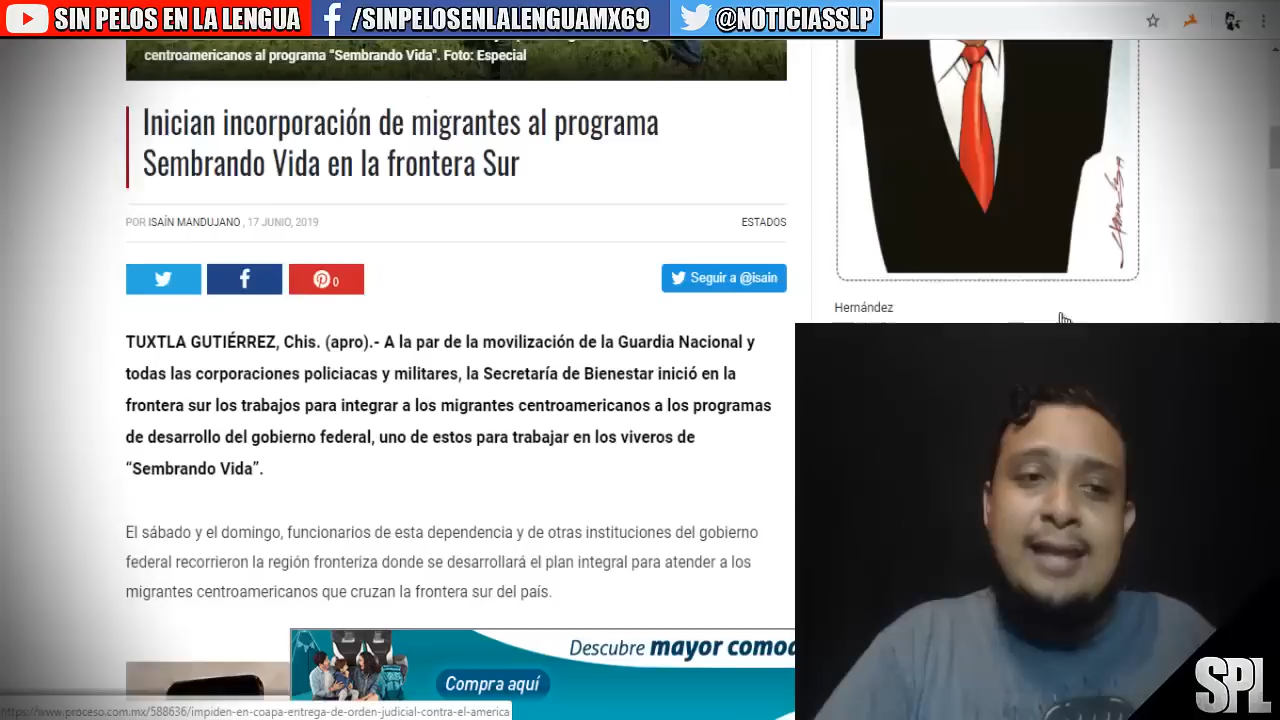 SIN PELOS EN LA LENGUA
/SINPELOSENLALENGUAMX69
@NOTICIASSLP
centroamericanos al programa "Sembrando Vida". Foto: Especial
Inician incorporación de migrantes al programa
Sembrando Vida en la frontera Sur
POR ISAÍN MANDUJANO , 17 JUNIO, 2019
ESTADOS
0
Seguir a @isain
Hernández
TUXTLA GUTIÉRREZ, Chis. (apro).- A la par de la movilización de la Guardia Nacional y
todas las corporaciones policiacas y militares, la Secretaría de Bienestar inició en la
frontera sur los trabajos para integrar a los migrantes centroamericanos a los programas
de desarrollo del gobierno federal, uno de estos para trabajar en los viveros de
“Sembrando Vida”.
El sábado y el domingo, funcionarios de esta dependencia y de otras instituciones del gobierno
federal recorrieron la región fronteriza donde se desarrollará el plan integral para atender a los
migrantes centroamericanos que cruzan la frontera sur del país.
Descubre mayor comod
Compra aquí
https://www.proceso.com.mx/588636/impiden-en-coapa-entrega-de-orden-judicial-contra-el-america
SPL